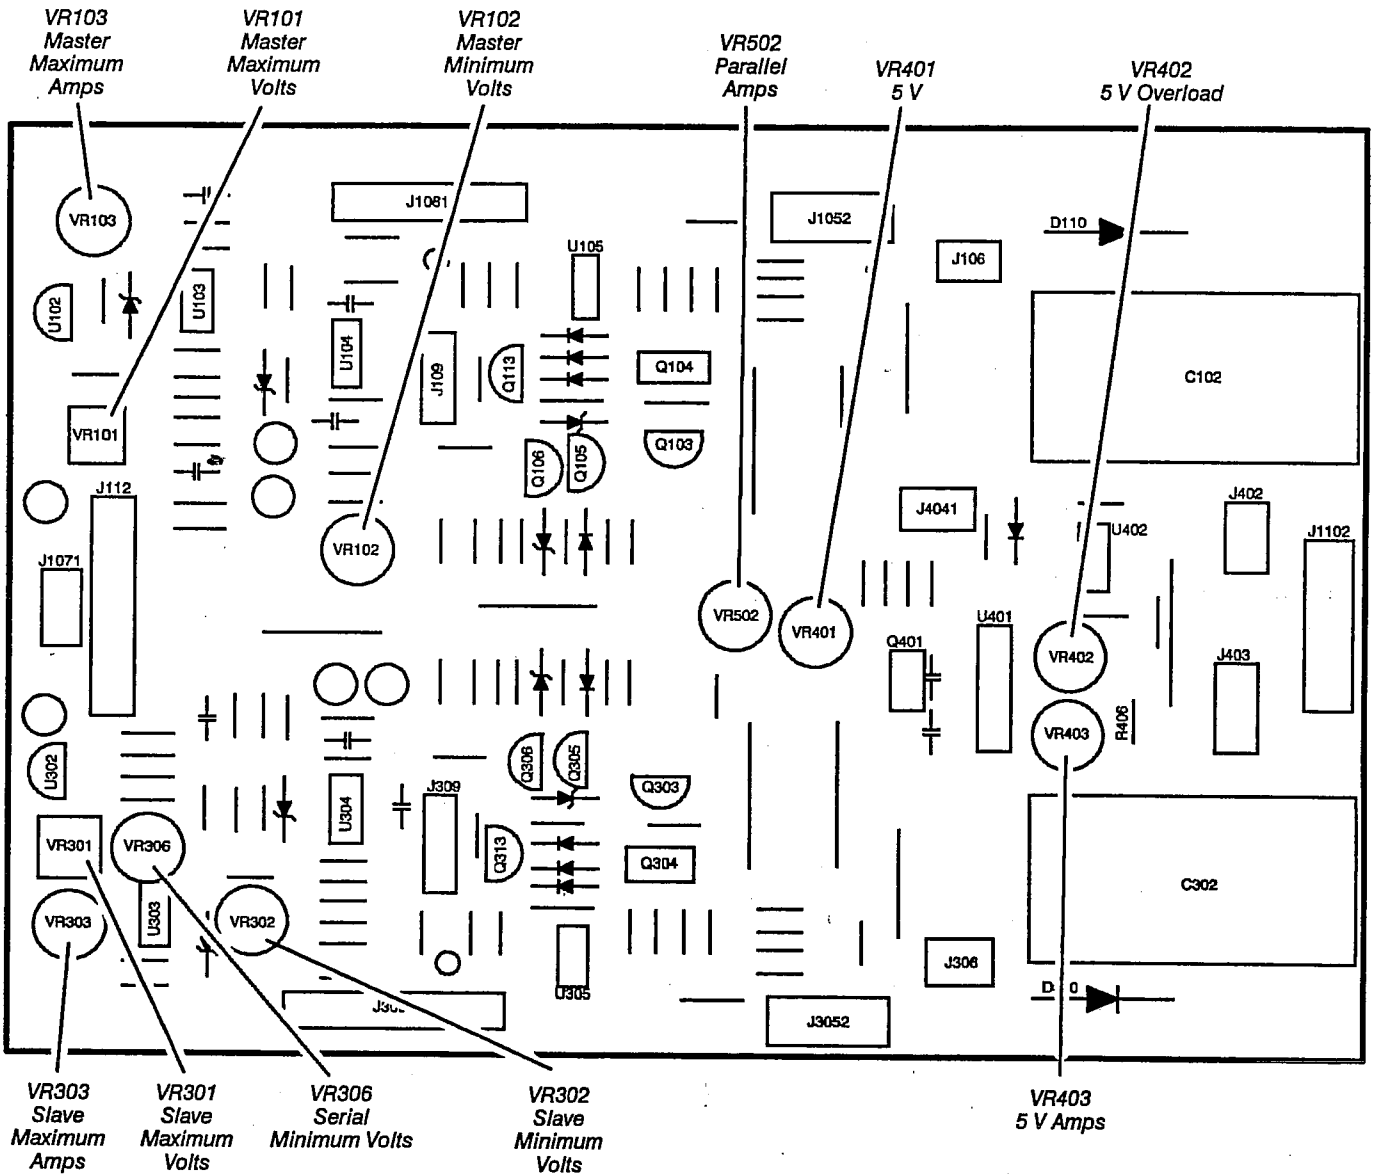 VR103
Master
Maximum
Amps
VR101
Master
Maximum
Volts
VR102
Master
Minimum
Volts
VR502
Parallel
Amps
VR401
5 V
VR402
5 V Overload
VR103
J1081
J1052
D110
U105
J106
U102
U103
U104
J109
Q113
Q104
C102
VR101
Q103
Q106
Q105
J112
J4041
J402
U402
J1102
VR102
J1071
VR502
VR401
U401
Q401
VR402
J403
VR403
R406
U302
Q306
Q305
Q303
J309
U304
VR301
VR306
Q313
Q304
C302
VR303
U303
VR302
J306
U305
J3052
VR303
Slave
Maximum
Amps
VR301
Slave
Maximum
Volts
VR306
Serial
Minimum Volts
VR302
Slave
Minimum
Volts
VR403
5 V Amps